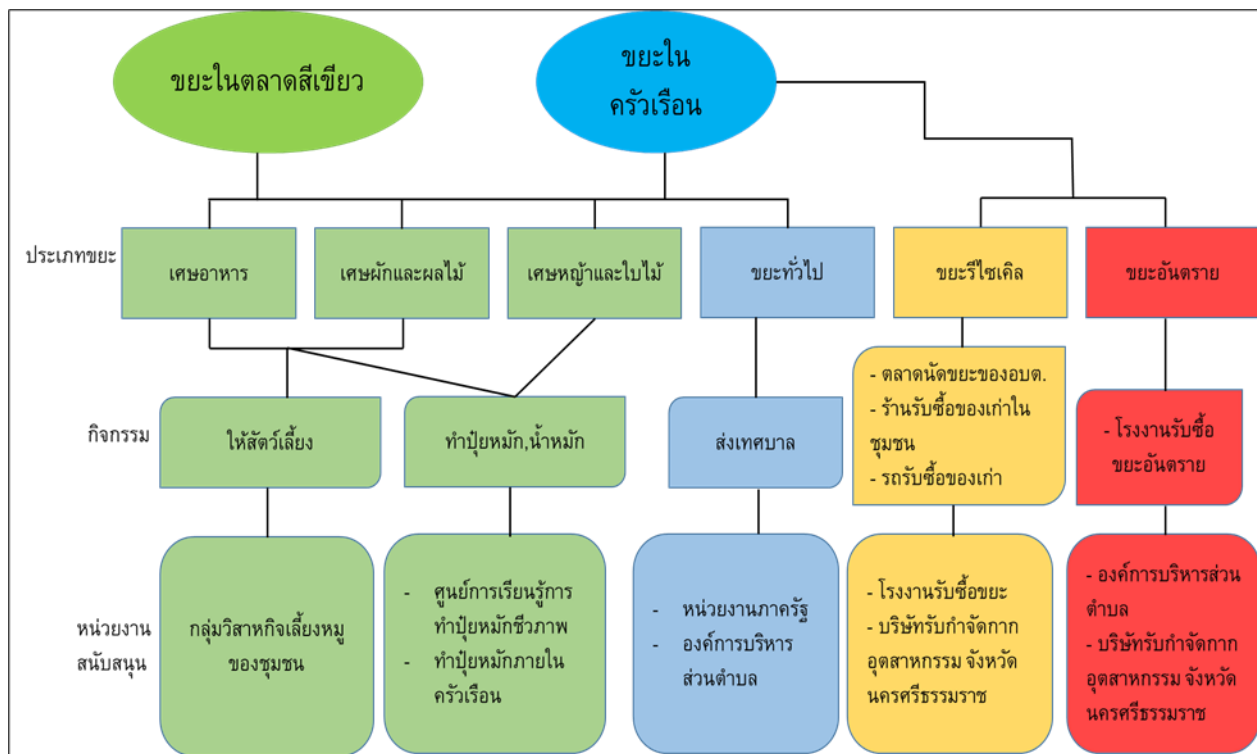 ขยะในตลาดสีเขียว
ขยะใน
ครัวเรือน
ประเภทขยะ
เศษอาหาร
เศษผักและผลไม้
เศษหญ้าและใบไม้
ขยะทั่วไป
ขยะรีไซเคิล
ขยะอันตราย
กิจกรรม
ให้สัตว์เลี้ยง
ทำปุ๋ยหมัก,น้ำหมัก
ส่งเทศบาล
- ตลาดนัดขยะของอบต.
- ร้านรับซื้อของเก่าใน
ชุมชน
- รถรับซื้อของเก่า
- โรงงานรับซื้อ
ขยะอันตราย
หน่วยงาน
สนับสนุน
กลุ่มวิสาหกิจเลี้ยงหมู
ของชุมชน
- ศูนย์การเรียนรู้การ
ทำปุ๋ยหมักชีวภาพ
- ทำปุ๋ยหมักภายใน
ครัวเรือน
- หน่วยงานภาครัฐ
- องค์การบริหาร
ส่วนตำบล
- โรงงานรับซื้อขยะ
- บริษัทรับกำจัดกาก
อุตสาหกรรม จังหวัด
นครศรีธรรมราช
- องค์การบริหารส่วน
ตำบล
- บริษัทรับกำจัดกาก
อุตสาหกรรม จังหวัด
นครศรีธรรมราช